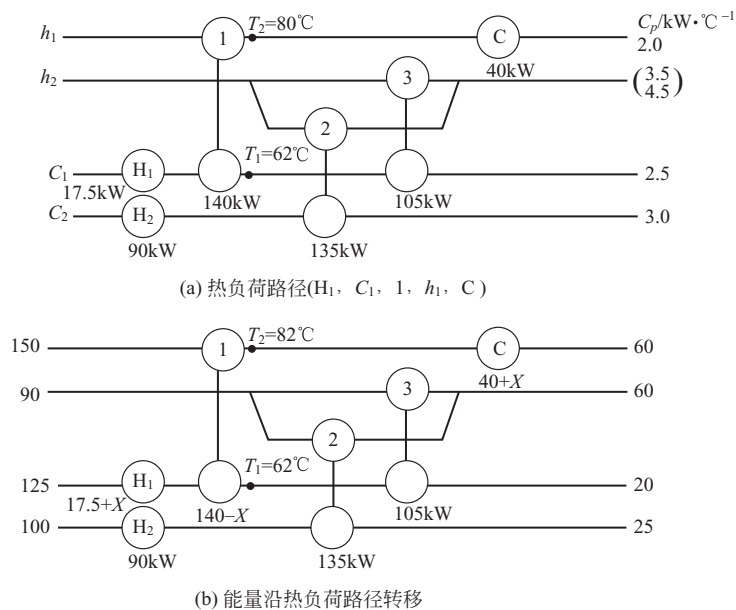 C_p/kW·℃⁻¹
h₁ 1 T₂=80℃ C 2.0
40kW
h₂ 3 (3.5
4.5)
2
C₁ H₁ T₁=62℃ 2.5
17.5kW 140kW 105kW
C₂ H₂ 3.0
90kW 135kW
(a) 热负荷路径(H₁，C₁，1，h₁，C )
150 1 T₂=82℃ C 60
40+X
90 3 60
2
125 H₁ T₁=62℃ 20
17.5+X 140−X 105kW
100 H₂ 25
90kW 135kW
(b) 能量沿热负荷路径转移